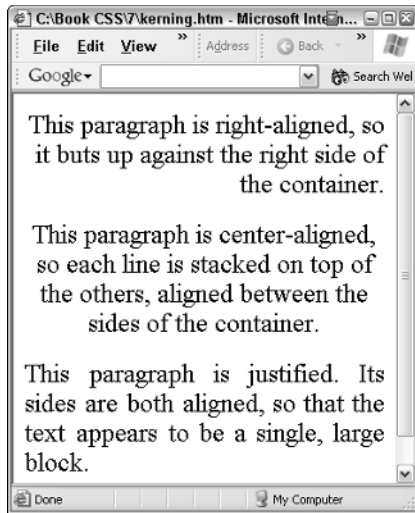 C:\Book CSS\7\kerning.htm - Microsoft Inte n...
File Edit View » Address Back »
Google Search Wel
This paragraph is right-aligned, so
it buts up against the right side of
the container.
This paragraph is center-aligned,
so each line is stacked on top of
the others, aligned between the
sides of the container.
This paragraph is justified. Its
sides are both aligned, so that the
text appears to be a single, large
block.
Done My Computer